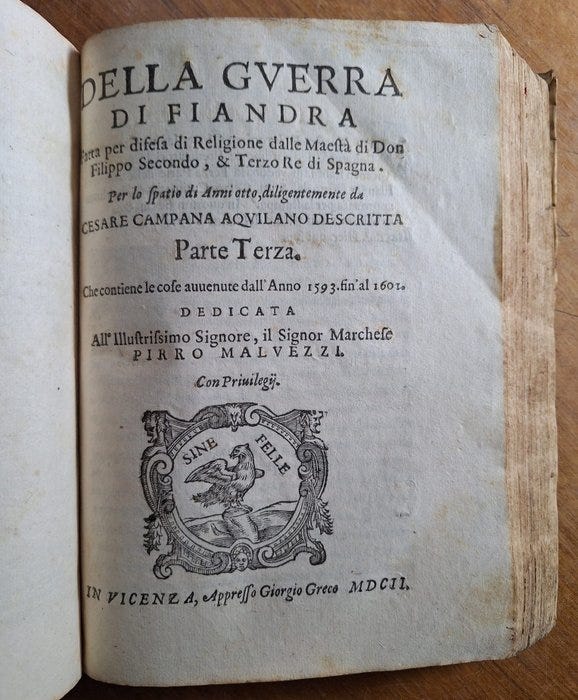 DELLA GVERRA
DI FIANDRA
Fatta per difesa di Religione dalle Maestà di Don
Filippo Secondo, & Terzo Re di Spagna.
Per lo spatio di Anni otto, diligentemente da
CESARE CAMPANA AQVILANO DESCRITTA
Parte Terza.
Che contiene le cose auuenute dall'Anno 1593. fin'al 1601.
DEDICATA
All'Illustrissimo Signore, il Signor Marchese
PIRRO MALVEZZI.
Con Priuilegij.
SINE FELLE
IN VICENZA, Appresso Giorgio Greco MDCII.